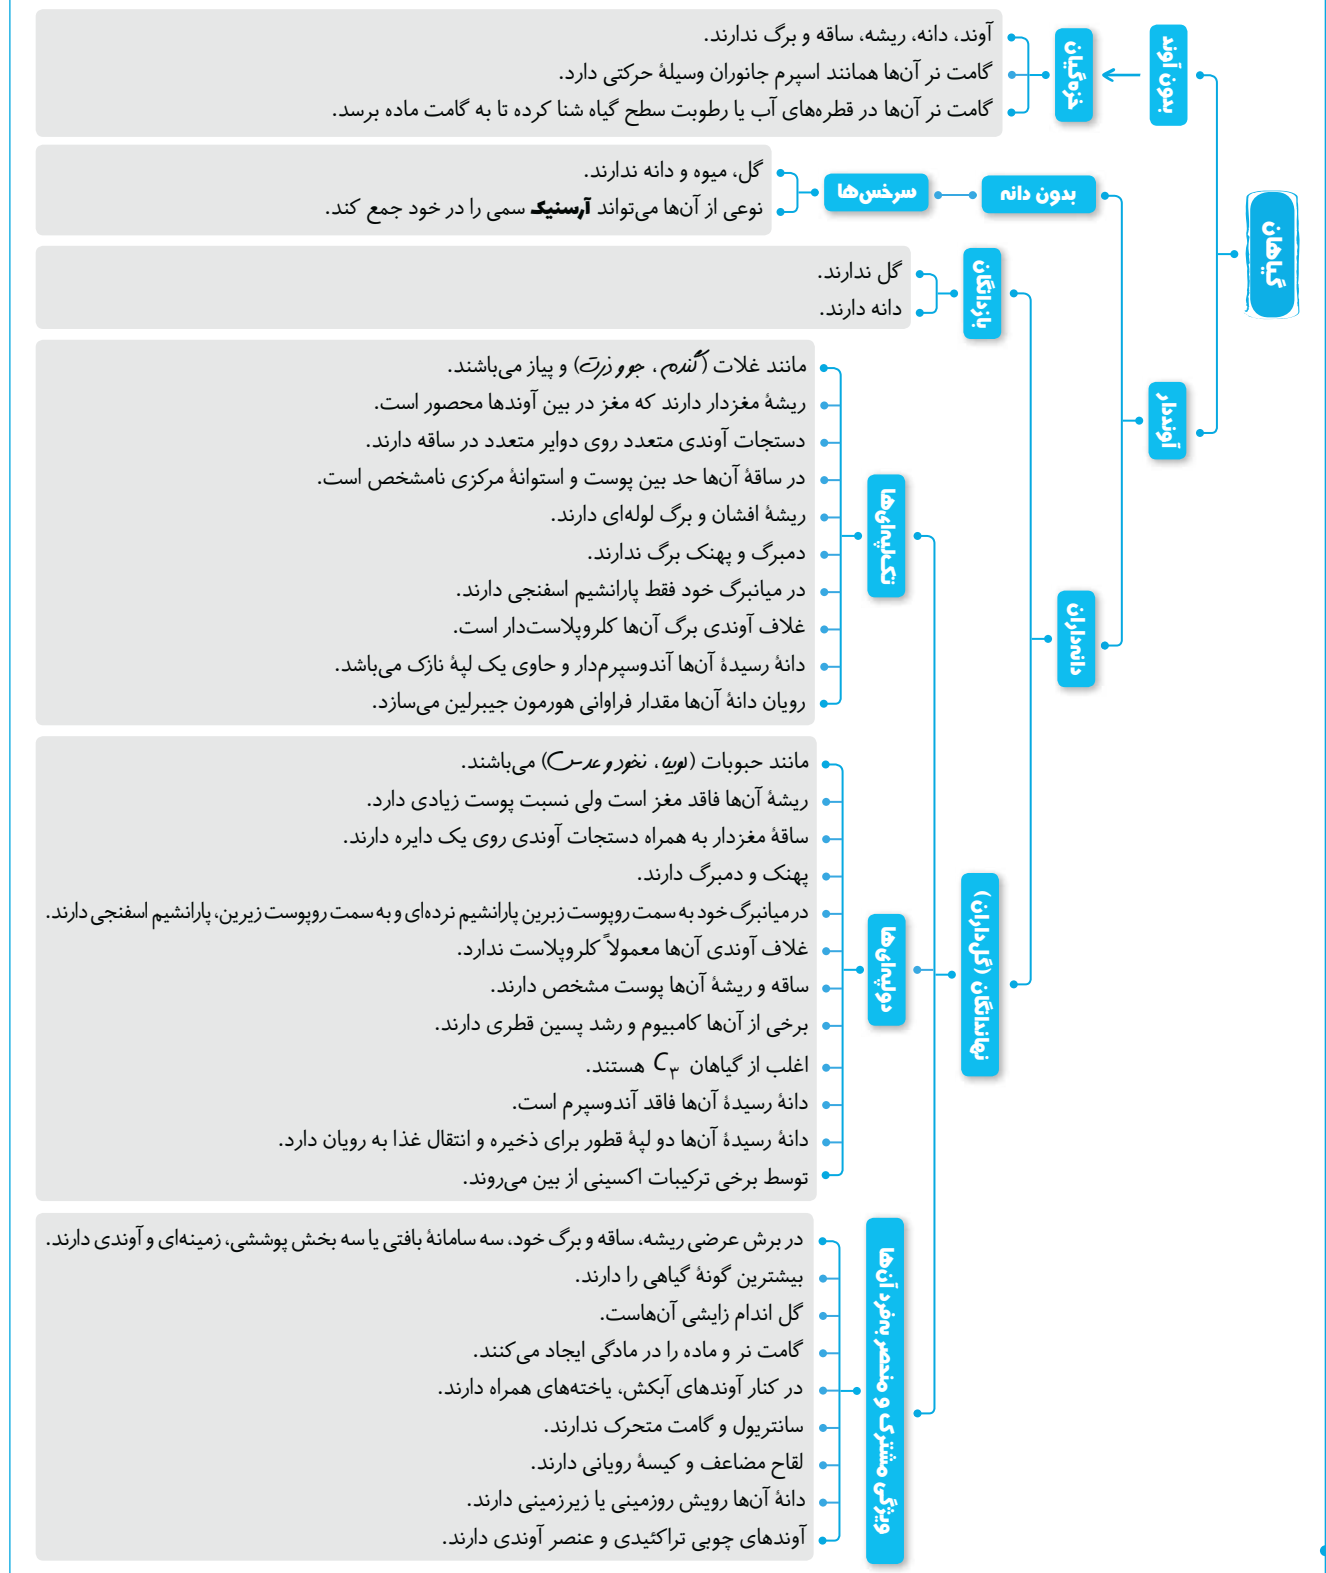 گیاهان
بدون آوند
خزه‌گیان
آوند، دانه، ریشه، ساقه و برگ ندارند.
گامت نر آن‌ها همانند اسپرم جانوران وسیلهٔ حرکتی دارد.
گامت نر آن‌ها در قطره‌های آب یا رطوبت سطح گیاه شنا کرده تا به گامت ماده برسد.
آونددار
بدون دانه
سرخس‌ها
گل، میوه و دانه ندارند.
نوعی از آن‌ها می‌تواند آرسنیک سمی را در خود جمع کند.
دانه‌داران
بازدانگان
گل ندارند.
دانه دارند.
نهاندانگان (گل‌داران)
تک‌لپه‌ای‌ها
مانند غلات (گندم، جو و ذرت) و پیاز می‌باشند.
ریشهٔ مغزدار دارند که مغز در بین آوندها محصور است.
دستجات آوندی متعدد روی دوایر متعدد در ساقه دارند.
در ساقهٔ آن‌ها حد بین پوست و استوانهٔ مرکزی نامشخص است.
ریشهٔ افشان و برگ لوله‌ای دارند.
دمبرگ و پهنک برگ ندارند.
در میانبرگ خود فقط پارانشیم اسفنجی دارند.
غلاف آوندی برگ آن‌ها کلروپلاست‌دار است.
دانهٔ رسیدهٔ آن‌ها آندوسپرم‌دار و حاوی یک لپهٔ نازک می‌باشد.
رویان دانهٔ آن‌ها مقدار فراوانی هورمون جیبرلین می‌سازد.
دولپه‌ای‌ها
مانند حبوبات (لوبیا، نخود و عدس) می‌باشند.
ریشهٔ آن‌ها فاقد مغز است ولی نسبت پوست زیادی دارد.
ساقهٔ مغزدار به همراه دستجات آوندی روی یک دایره دارند.
پهنک و دمبرگ دارند.
در میانبرگ خود به سمت روپوست زبرین پارانشیم نرده‌ای و به سمت روپوست زیرین، پارانشیم اسفنجی دارند.
غلاف آوندی آن‌ها معمولاً کلروپلاست ندارد.
ساقه و ریشهٔ آن‌ها پوست مشخص دارند.
برخی از آن‌ها کامبیوم و رشد پسین قطری دارند.
اغلب از گیاهان C۳ هستند.
دانهٔ رسیدهٔ آن‌ها فاقد آندوسپرم است.
دانهٔ رسیدهٔ آن‌ها دو لپهٔ قطور برای ذخیره و انتقال غذا به رویان دارد.
توسط برخی ترکیبات اکسینی از بین می‌روند.
ویژگی مشترک و منحصر به‌فرد آن‌ها
در برش عرضی ریشه، ساقه و برگ خود، سه سامانهٔ بافتی یا سه بخش پوششی، زمینه‌ای و آوندی دارند.
بیشترین گونهٔ گیاهی را دارند.
گل اندام زایشی آن‌هاست.
گامت نر و ماده را در مادگی ایجاد می‌کنند.
در کنار آوندهای آبکش، یاخته‌های همراه دارند.
سانتریول و گامت متحرک ندارند.
لقاح مضاعف و کیسهٔ رویانی دارند.
دانهٔ آن‌ها رویش روزمینی یا زیرزمینی دارند.
آوندهای چوبی تراکئیدی و عنصر آوندی دارند.